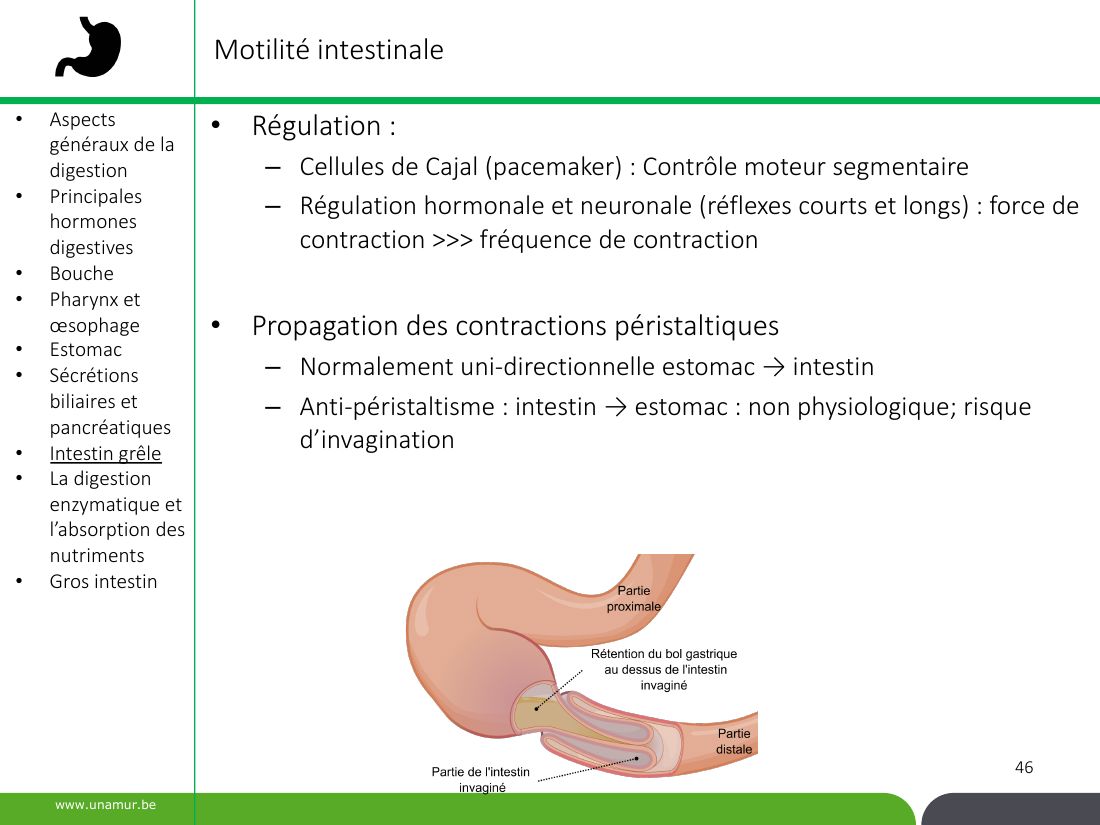 Motilité intestinale
• Aspects
généraux de la
digestion
• Principales
hormones
digestives
• Bouche
• Pharynx et
œsophage
• Estomac
• Sécrétions
biliaires et
pancréatiques
• Intestin grêle
• La digestion
enzymatique et
l’absorption des
nutriments
• Gros intestin
• Régulation :
– Cellules de Cajal (pacemaker) : Contrôle moteur segmentaire
– Régulation hormonale et neuronale (réflexes courts et longs) : force de
contraction >>> fréquence de contraction
• Propagation des contractions péristaltiques
– Normalement uni-directionnelle estomac → intestin
– Anti-péristaltisme : intestin → estomac : non physiologique; risque
d’invagination
Partie
proximale
Rétention du bol gastrique
au dessus de l'intestin
invaginé
Partie
distale
Partie de l'intestin
invaginé
46
www.unamur.be